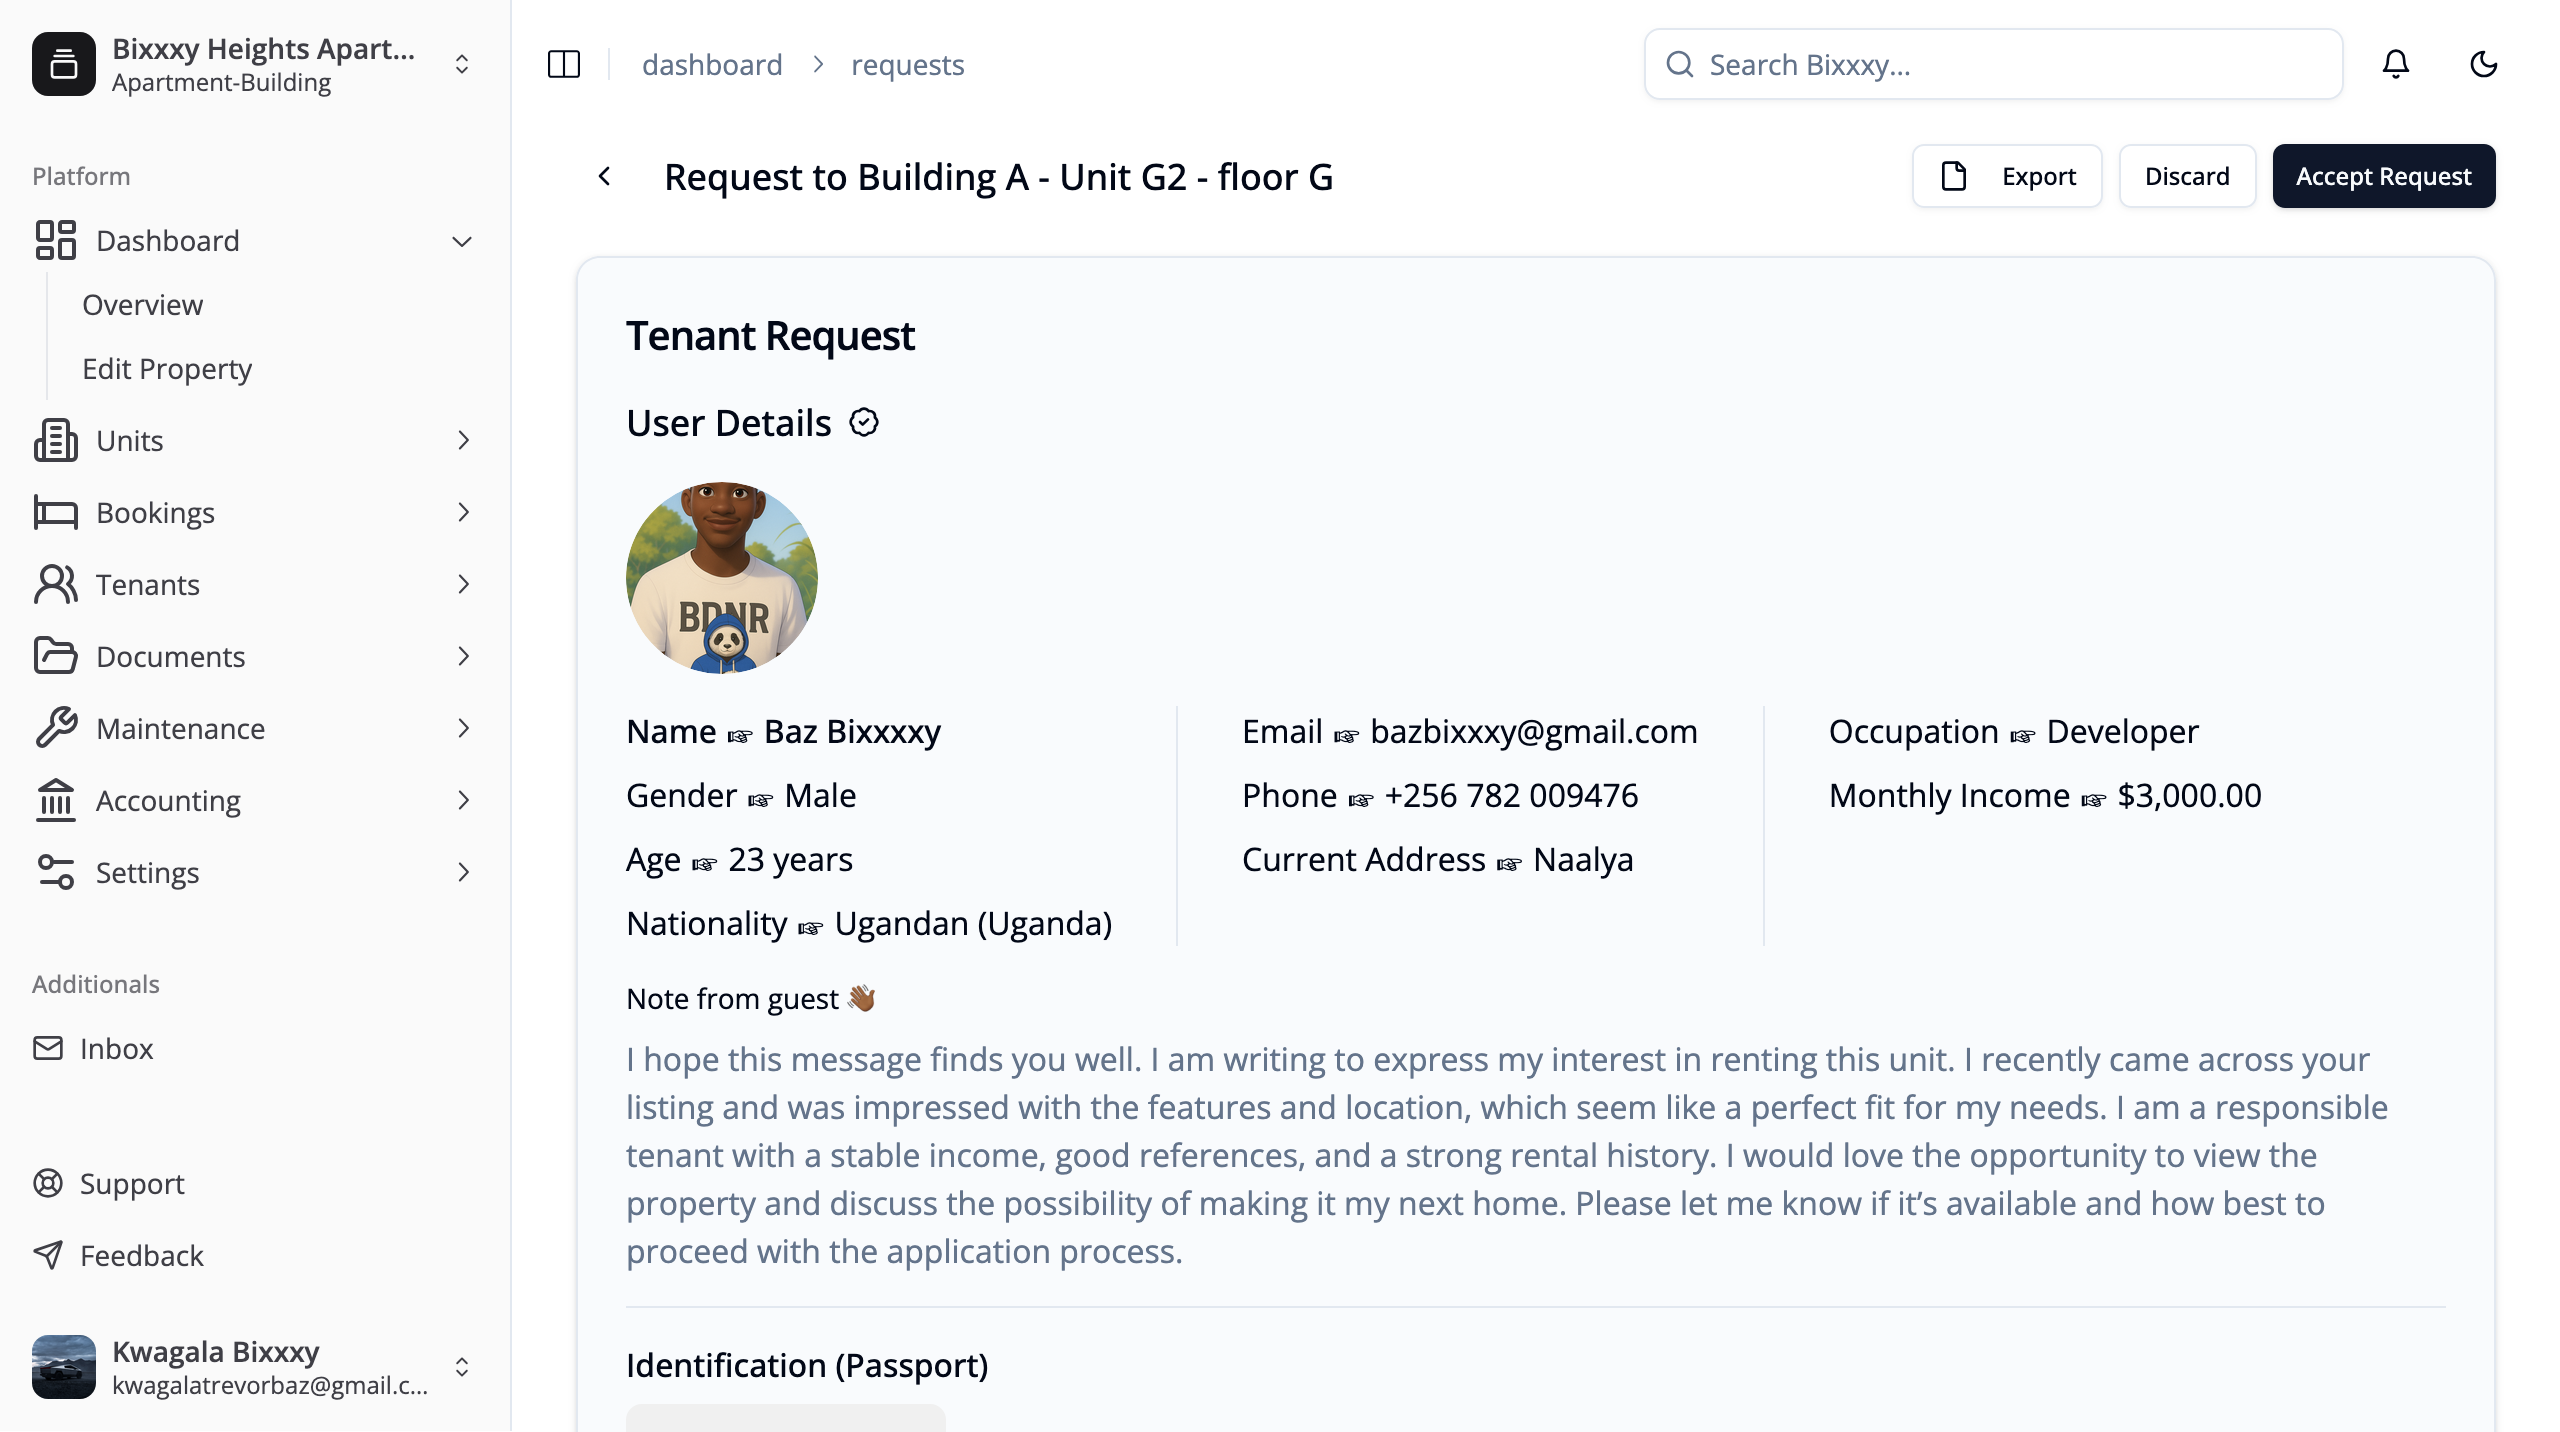 Bixxxy Heights Apart...
Apartment-Building
Platform
Dashboard
Overview
Edit Property
Units
Bookings
Tenants
Documents
Maintenance
Accounting
Settings
Additionals
Inbox
Support
Feedback
Kwagala Bixxxy
kwagalatrevorbaz@gmail.c...
dashboard > requests
Search Bixxxy...
Request to Building A - Unit G2 - floor G
Export
Discard
Accept Request
Tenant Request
User Details
BDNR
Name ☞ Baz Bixxxxy
Gender ☞ Male
Age ☞ 23 years
Nationality ☞ Ugandan (Uganda)
Email ☞ bazbixxxy@gmail.com
Phone ☞ +256 782 009476
Current Address ☞ Naalya
Occupation ☞ Developer
Monthly Income ☞ $3,000.00
Note from guest 👋🏾
I hope this message finds you well. I am writing to express my interest in renting this unit. I recently came across your
listing and was impressed with the features and location, which seem like a perfect fit for my needs. I am a responsible
tenant with a stable income, good references, and a strong rental history. I would love the opportunity to view the
property and discuss the possibility of making it my next home. Please let me know if it’s available and how best to
proceed with the application process.
Identification (Passport)